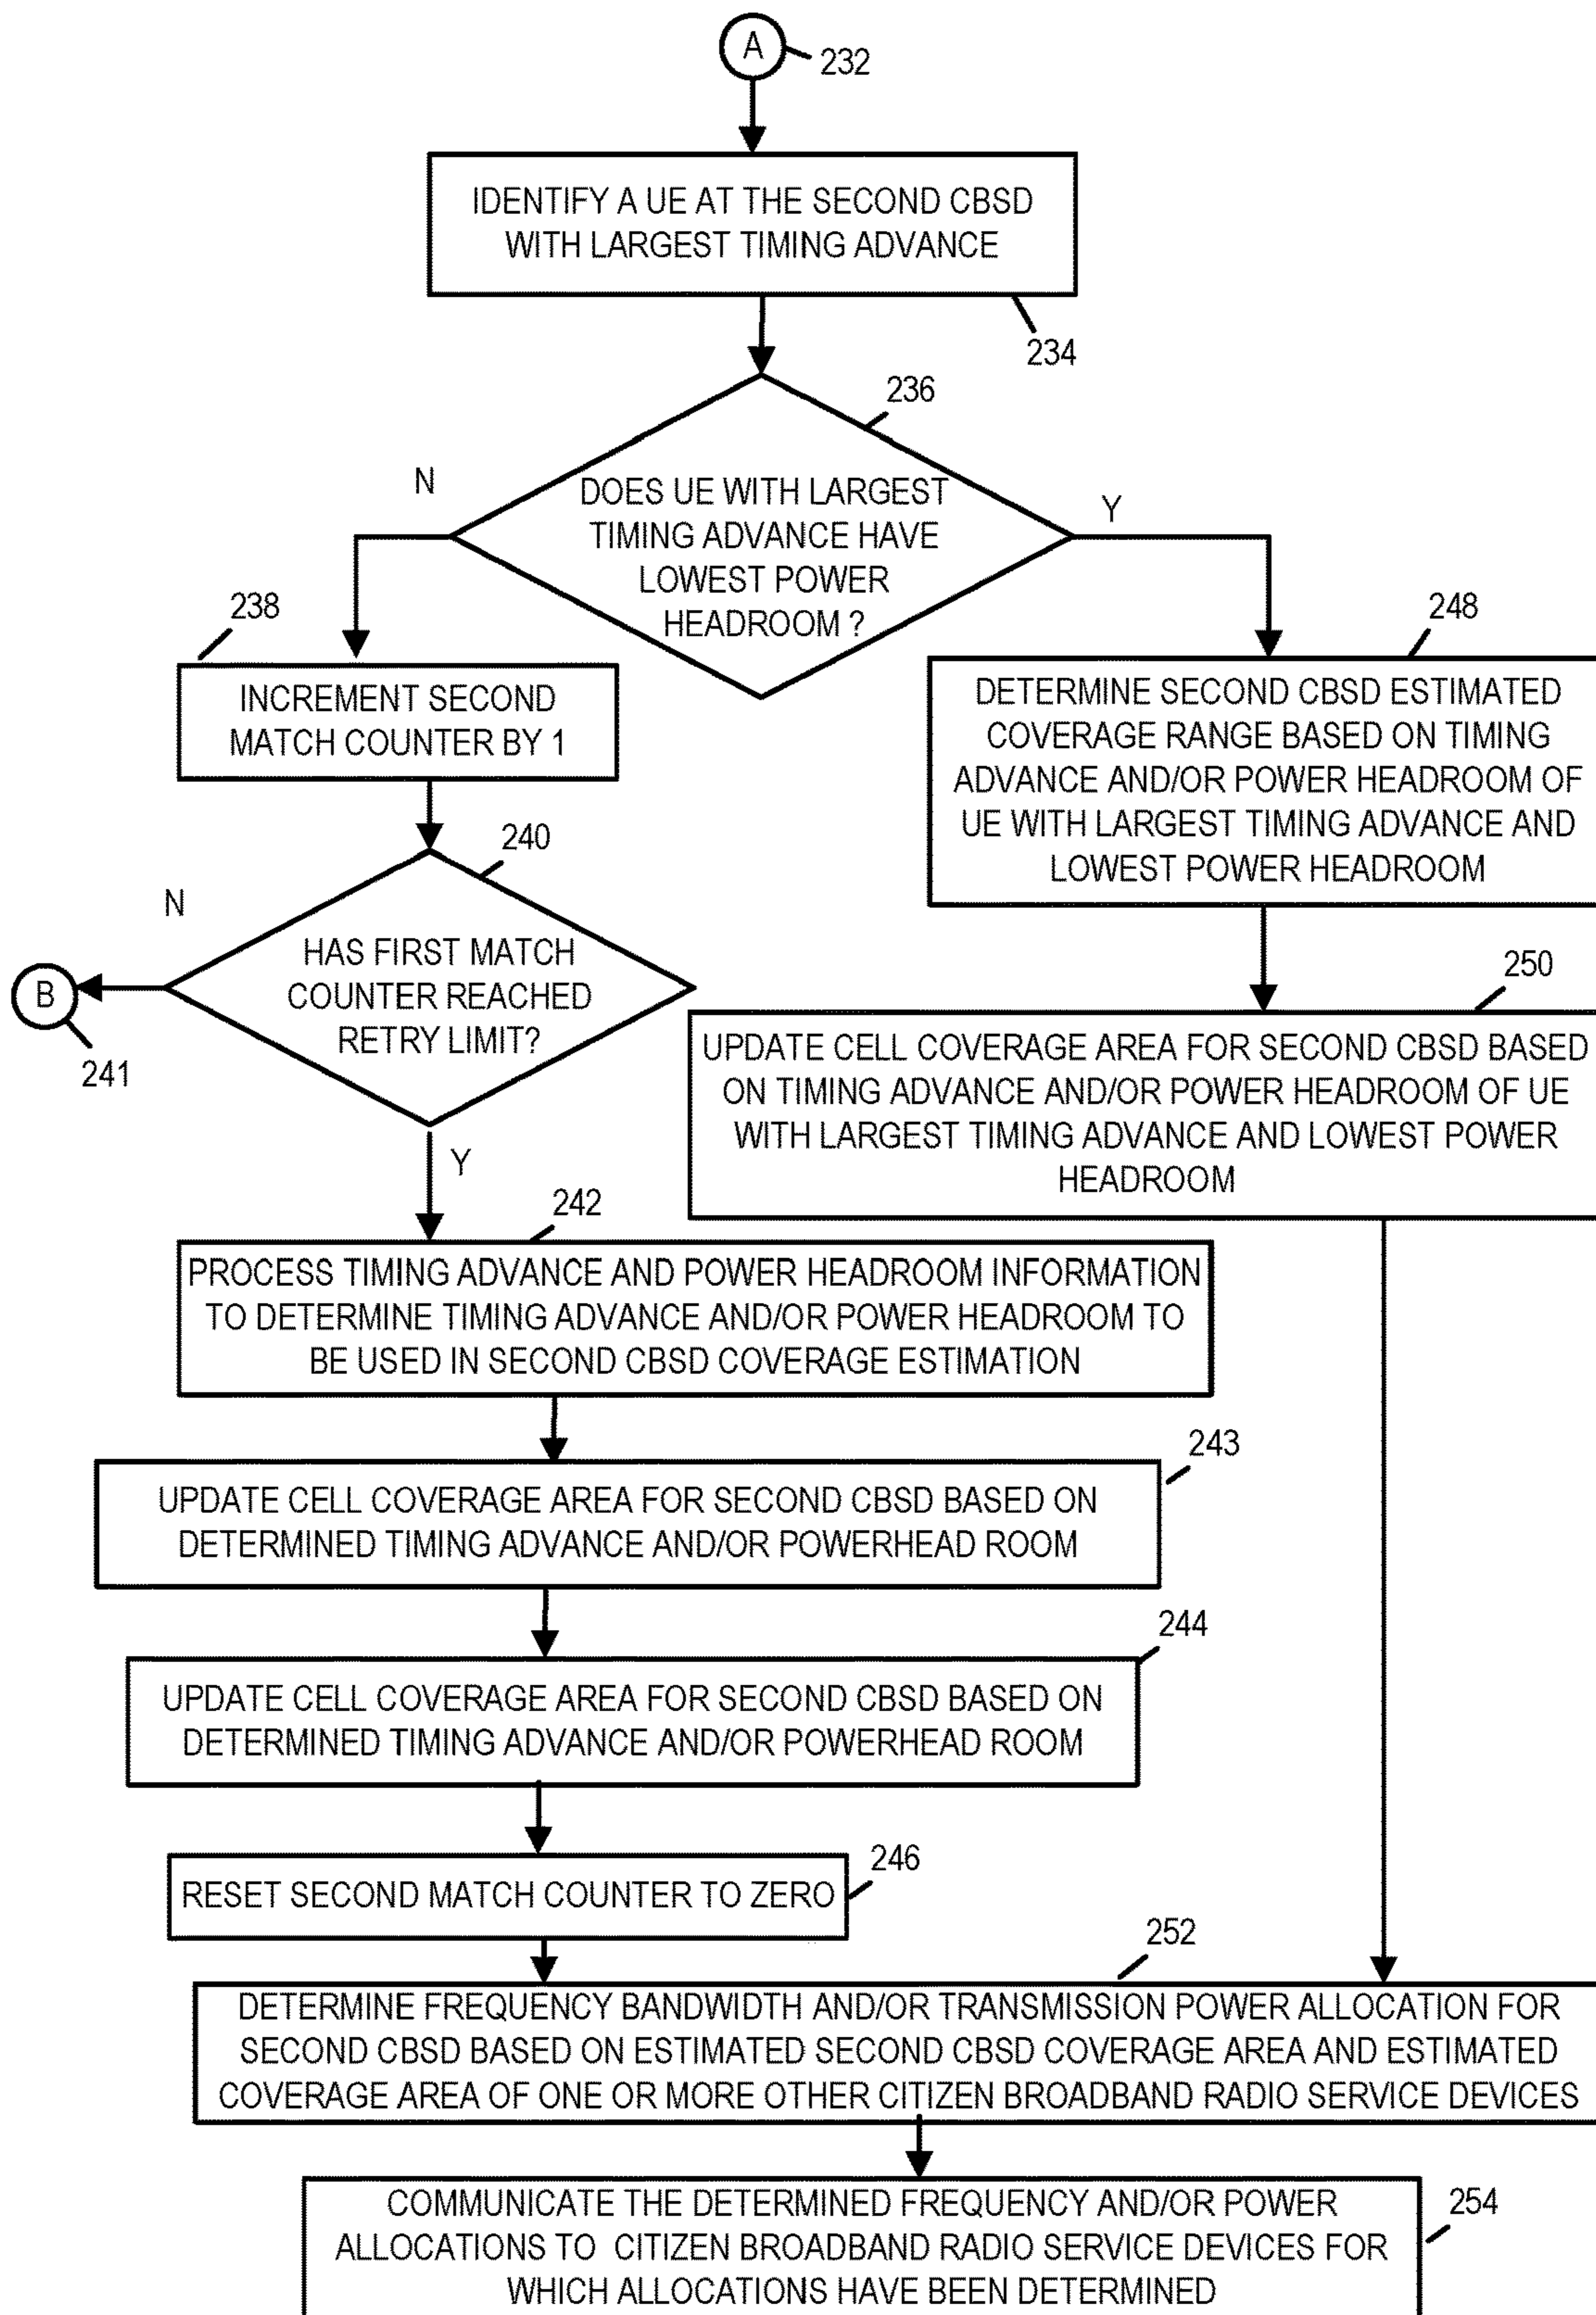 A
232
IDENTIFY A UE AT THE SECOND CBSD
WITH LARGEST TIMING ADVANCE
234
236
DOES UE WITH LARGEST
TIMING ADVANCE HAVE
LOWEST POWER
HEADROOM ?
N
Y
238
INCREMENT SECOND
MATCH COUNTER BY 1
248
DETERMINE SECOND CBSD ESTIMATED
COVERAGE RANGE BASED ON TIMING
ADVANCE AND/OR POWER HEADROOM OF
UE WITH LARGEST TIMING ADVANCE AND
LOWEST POWER HEADROOM
240
N
HAS FIRST MATCH
COUNTER REACHED
RETRY LIMIT?
B
241
Y
250
UPDATE CELL COVERAGE AREA FOR SECOND CBSD BASED
ON TIMING ADVANCE AND/OR POWER HEADROOM OF UE
WITH LARGEST TIMING ADVANCE AND LOWEST POWER
HEADROOM
242
PROCESS TIMING ADVANCE AND POWER HEADROOM INFORMATION
TO DETERMINE TIMING ADVANCE AND/OR POWER HEADROOM TO
BE USED IN SECOND CBSD COVERAGE ESTIMATION
243
UPDATE CELL COVERAGE AREA FOR SECOND CBSD BASED ON
DETERMINED TIMING ADVANCE AND/OR POWERHEAD ROOM
244
UPDATE CELL COVERAGE AREA FOR SECOND CBSD BASED ON
DETERMINED TIMING ADVANCE AND/OR POWERHEAD ROOM
246
RESET SECOND MATCH COUNTER TO ZERO
252
DETERMINE FREQUENCY BANDWIDTH AND/OR TRANSMISSION POWER ALLOCATION FOR
SECOND CBSD BASED ON ESTIMATED SECOND CBSD COVERAGE AREA AND ESTIMATED
COVERAGE AREA OF ONE OR MORE OTHER CITIZEN BROADBAND RADIO SERVICE DEVICES
254
COMMUNICATE THE DETERMINED FREQUENCY AND/OR POWER
ALLOCATIONS TO CITIZEN BROADBAND RADIO SERVICE DEVICES FOR
WHICH ALLOCATIONS HAVE BEEN DETERMINED